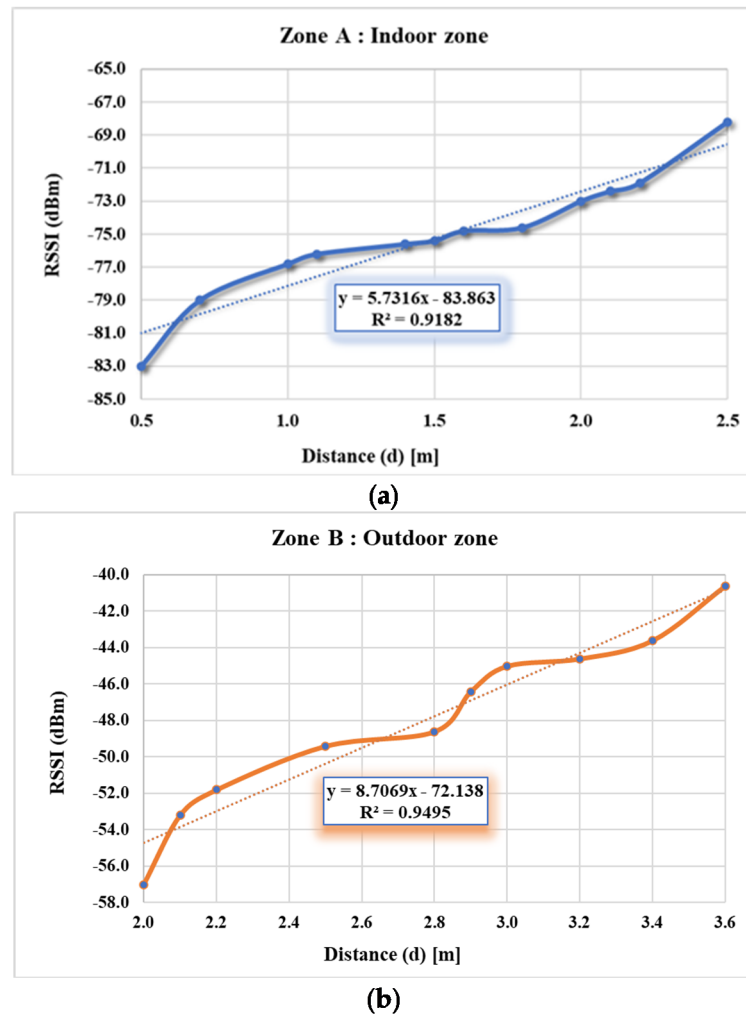 Zone A : Indoor zone
-65.0
-67.0
-69.0
-71.0
-73.0
-75.0
-77.0
-79.0
-81.0
-83.0
-85.0
RSSI (dBm)
y = 5.7316x - 83.863
R² = 0.9182
0.5 1.0 1.5 2.0 2.5
Distance (d) [m]
(a)
Zone B : Outdoor zone
-40.0
-42.0
-44.0
-46.0
-48.0
-50.0
-52.0
-54.0
-56.0
-58.0
RSSI (dBm)
y = 8.7069x - 72.138
R² = 0.9495
2.0 2.2 2.4 2.6 2.8 3.0 3.2 3.4 3.6
Distance (d) [m]
(b)